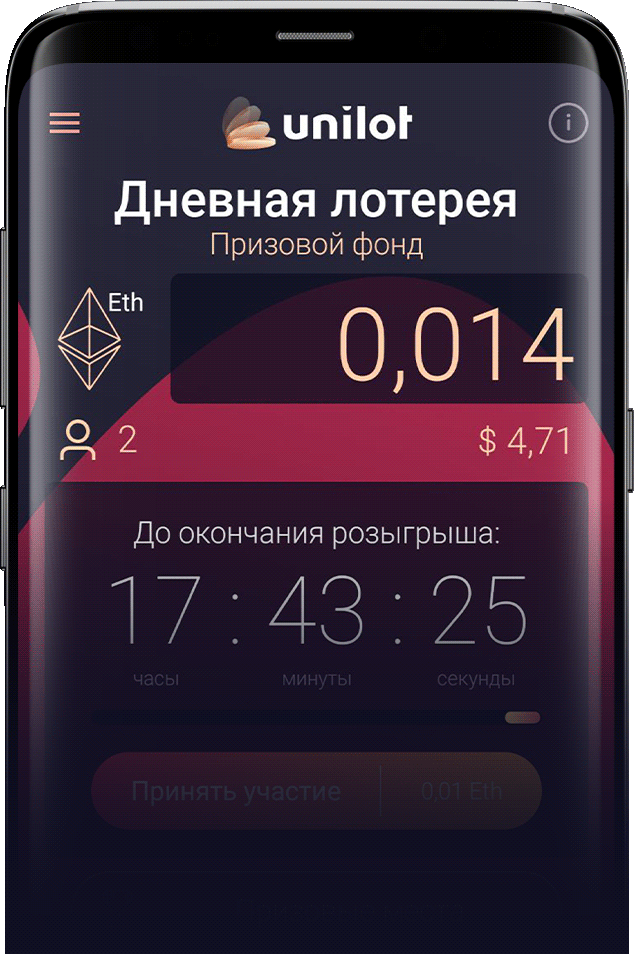 unilot
i
Дневная лотерея
Призовой фонд
Eth
0,014
2
$ 4,71
До окончания розыгрыша:
17 : 43 : 25
часы минуты секунды
Принять участие 0,01 Eth